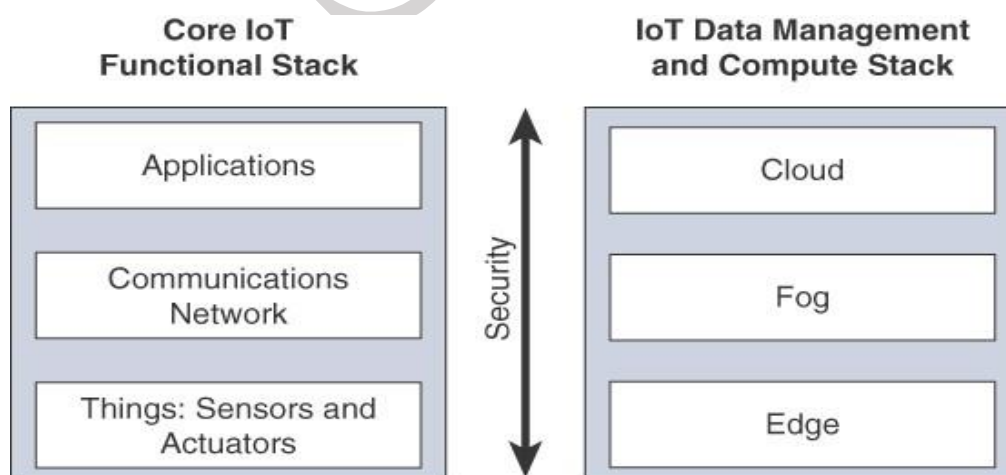 Core IoT
Functional Stack
Applications
Communications
Network
Things: Sensors and
Actuators
Security
IoT Data Management
and Compute Stack
Cloud
Fog
Edge